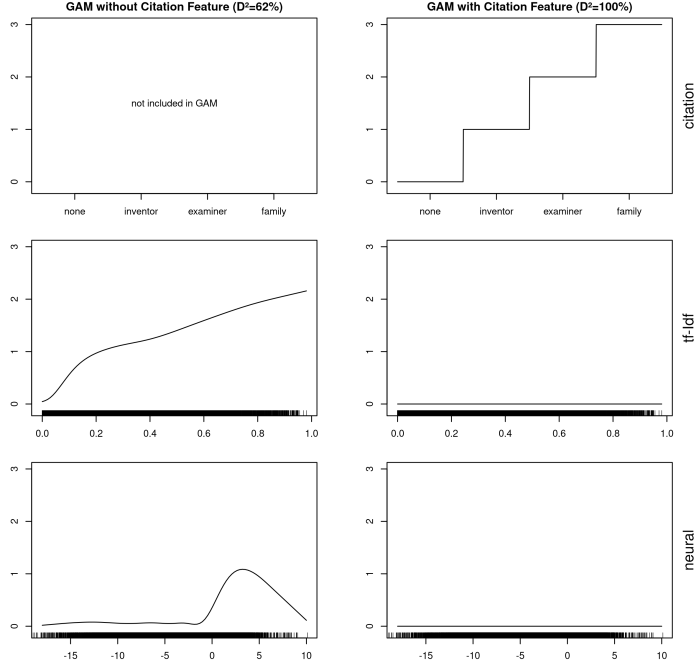 GAM without Citation Feature (D²=62%)
GAM with Citation Feature (D²=100%)
3
2
1
0
not included in GAM
none inventor examiner family
3
2
1
0
none inventor examiner family
citation
3
2
1
0
0.0 0.2 0.4 0.6 0.8 1.0
3
2
1
0
0.0 0.2 0.4 0.6 0.8 1.0
tf-Idf
3
2
1
0
-15 -10 -5 0 5 10
3
2
1
0
-15 -10 -5 0 5 10
neural